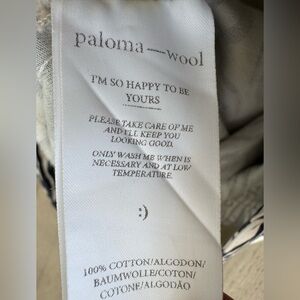 paloma—wool
I'M SO HAPPY TO BE
YOURS
PLEASE TAKE CARE OF ME
AND I'LL KEEP YOU
LOOKING GOOD.
ONLY WASH ME WHEN IS
NECESSARY AND AT LOW
TEMPERATURE.
:)
100% COTTON/ALGODON/
BAUMWOLLE/COTON/
COTONE/ALGODÃO